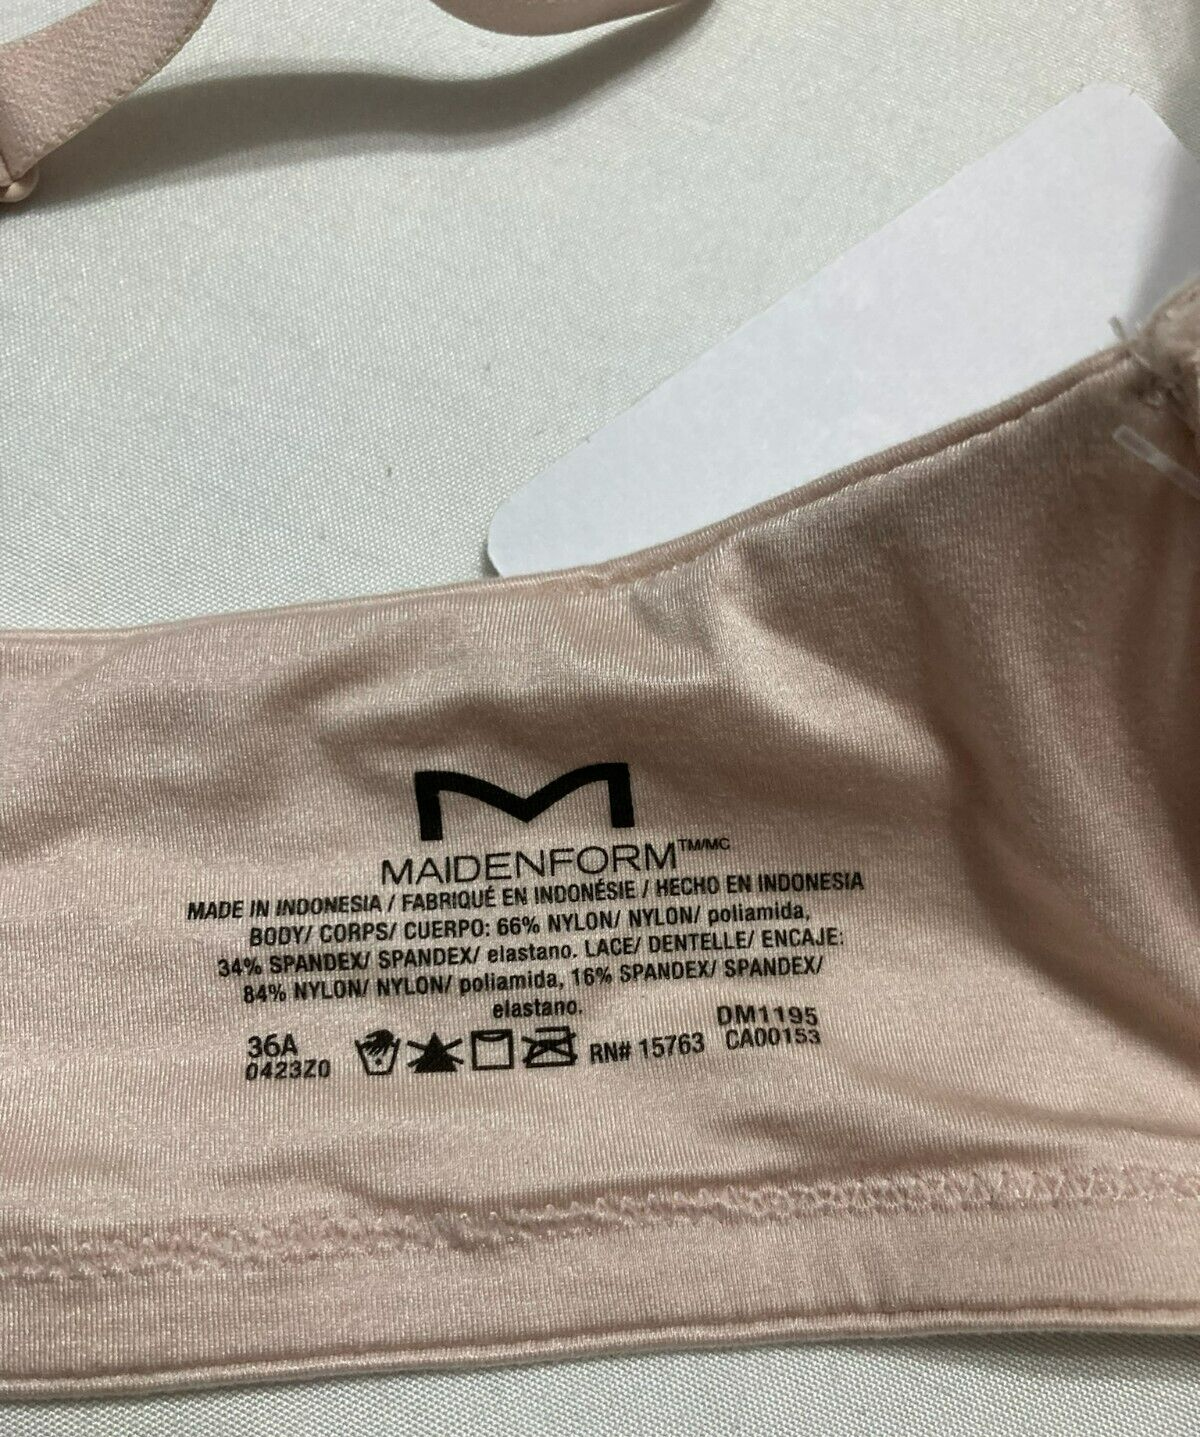 MAIDENFORM™/MC
MADE IN INDONESIA / FABRIQUÉ EN INDONÉSIE / HECHO EN INDONESIA
BODY/ CORPS/ CUERPO: 66% NYLON/ NYLON/ poliamida,
34% SPANDEX/ SPANDEX/ elastano. LACE/ DENTELLE/ ENCAJE:
84% NYLON/ NYLON/ poliamida, 16% SPANDEX/ SPANDEX/
elastano.
36A
0423Z0
RN# 15763
DM1195
CA00153